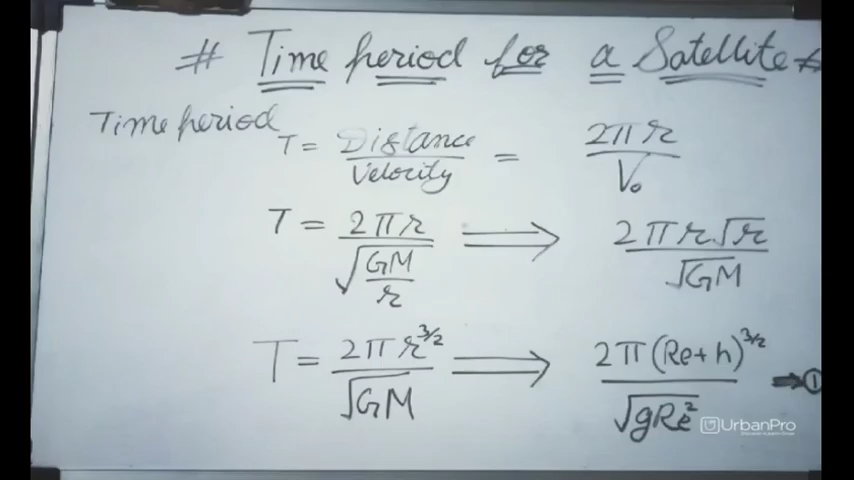 # Time period for a Satellite #
Time period T = Distance / Velocity = 2πr / V₀
T = 2πr / √(GM/r) ⟹ 2πr.√r / √GM
T = 2πr^3/2 / √GM ⟹ 2π(Re+h)^3/2 / √gRe² → ①
UrbanPro